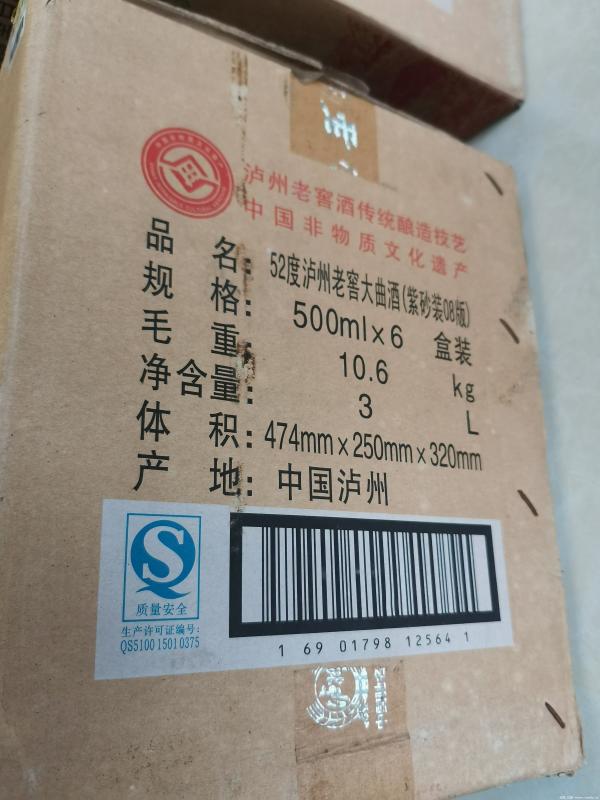 泸州老窖酒传统酿造技艺
中国非物质文化遗产
品 名: 52度泸州老窖大曲酒(紫砂装08版)
规 格: 500ml×6 盒装
毛 重: 10.6 kg
净含量: 3 L
体 积: 474mm×250mm×320mm
产 地: 中国泸州
质量安全
生产许可证编号:
QS5100 1501 0375
1 69 01798 12564 1